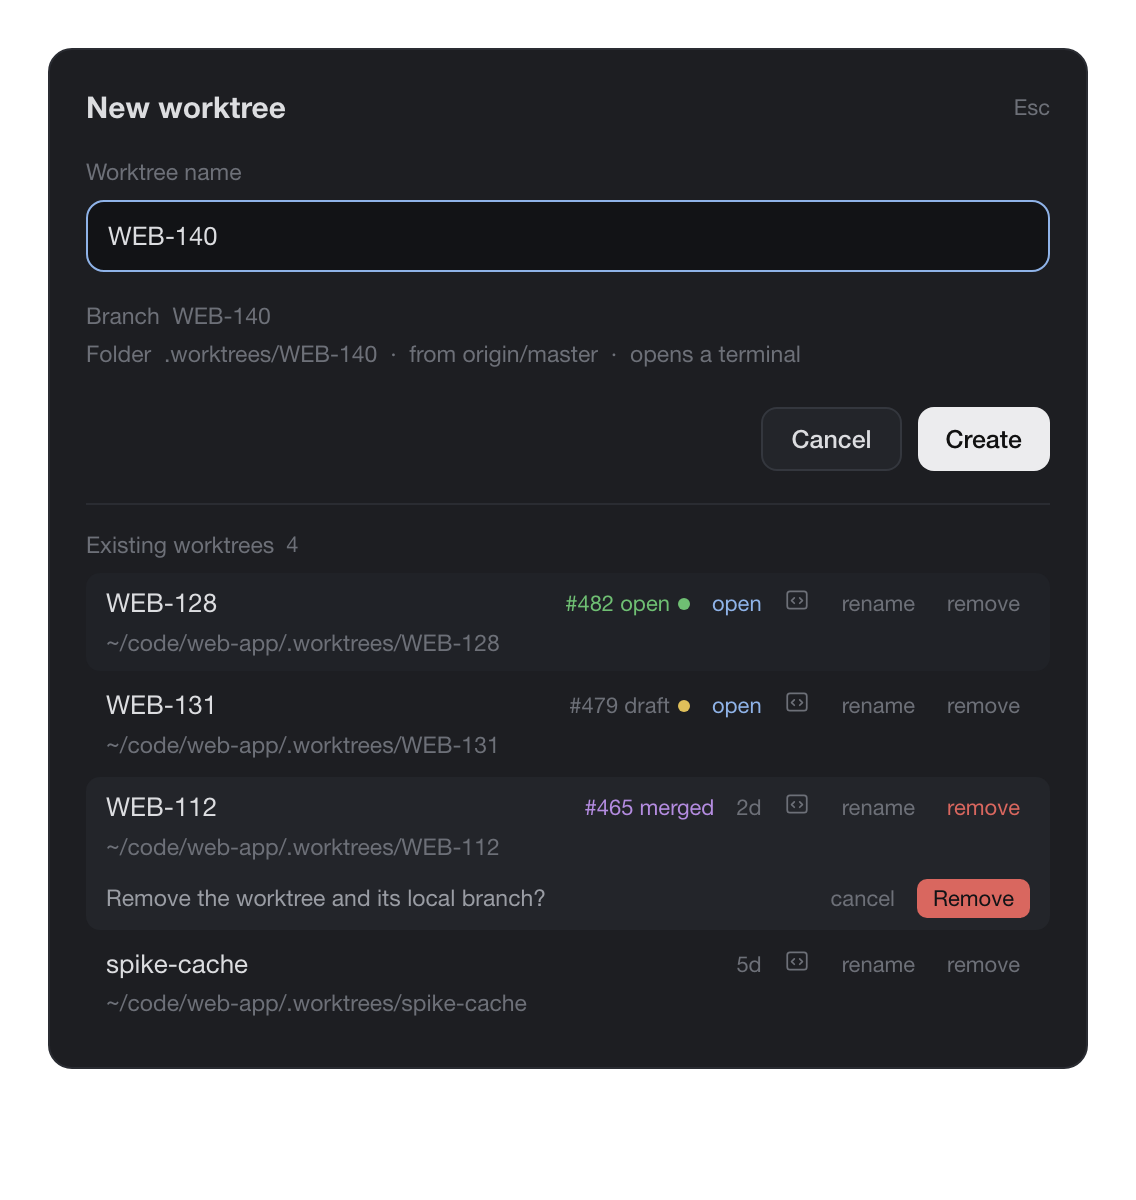 New worktree Esc
Worktree name
WEB-140
Branch WEB-140
Folder .worktrees/WEB-140 · from origin/master · opens a terminal
Cancel Create
Existing worktrees 4
WEB-128 #482 open open rename remove
~/code/web-app/.worktrees/WEB-128
WEB-131 #479 draft open rename remove
~/code/web-app/.worktrees/WEB-131
WEB-112 #465 merged 2d rename remove
~/code/web-app/.worktrees/WEB-112
Remove the worktree and its local branch? cancel Remove
spike-cache 5d rename remove
~/code/web-app/.worktrees/spike-cache